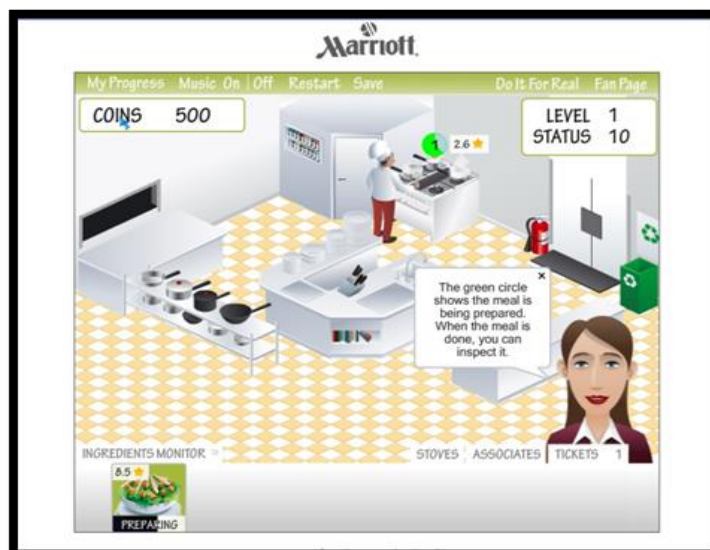 Marriott
My Progress Music On | Off Restart Save Do It For Real Fan Page
COINS 500
LEVEL 1
STATUS 10
1 2.6
The green circle
shows the meal is
being prepared.
When the meal is
done, you can
inspect it.
INGREDIENTS MONITOR
STOVES ASSOCIATES TICKETS 1
8.5
PREPARING